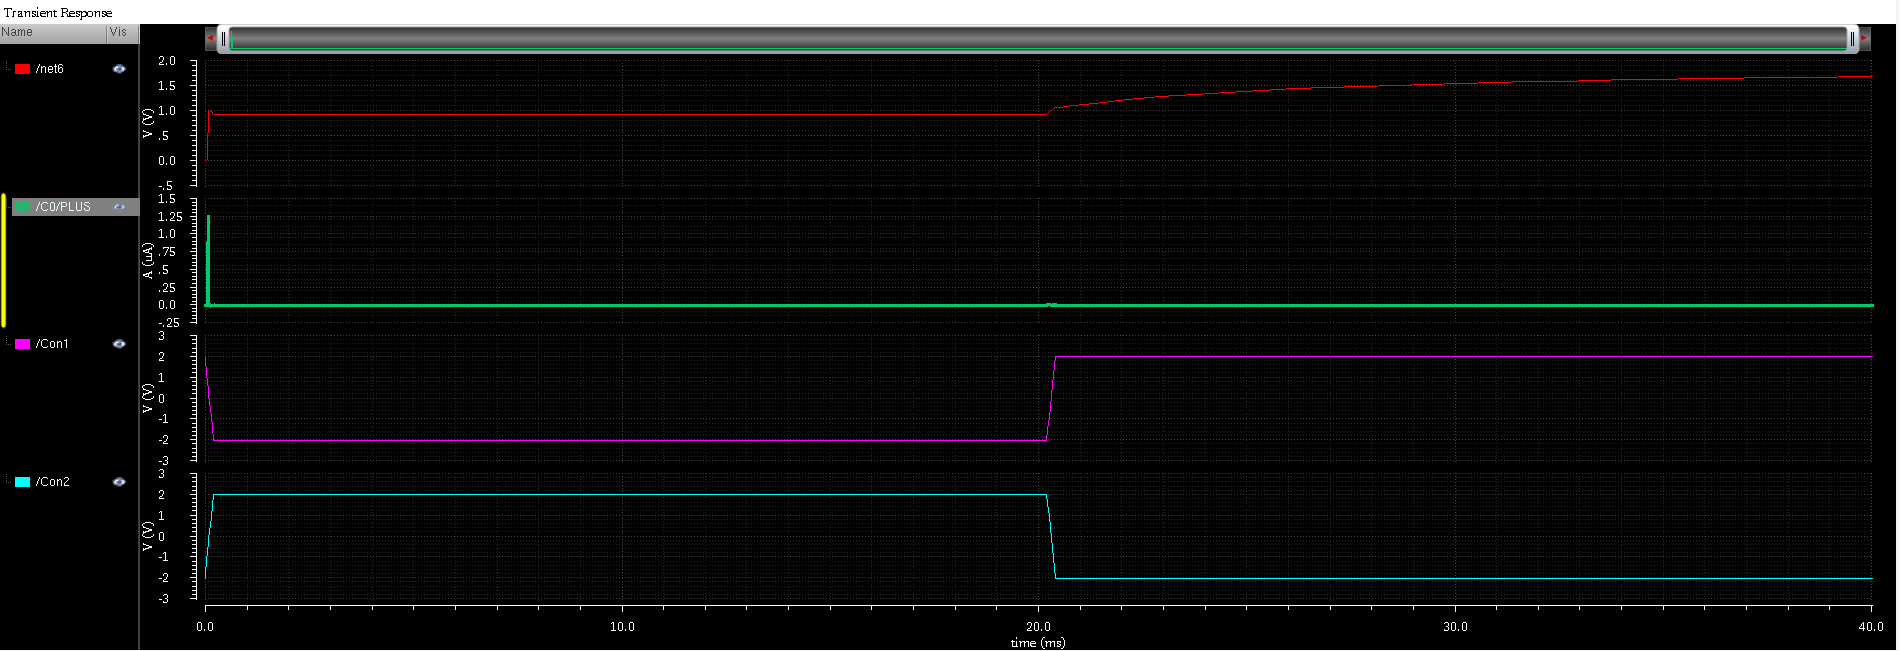 Transient Response
Name Vis
/net6
2.0
1.5
1.0
.5
0.0
-.5
V (V)
/C0/PLUS
1.5
1.25
1.0
.75
.5
.25
0.0
-.25
A (uA)
/Con1
3
2
1
0
-1
-2
-3
V (V)
/Con2
3
2
1
0
-1
-2
-3
V (V)
0.0 10.0 20.0 30.0 40.0
time (ms)